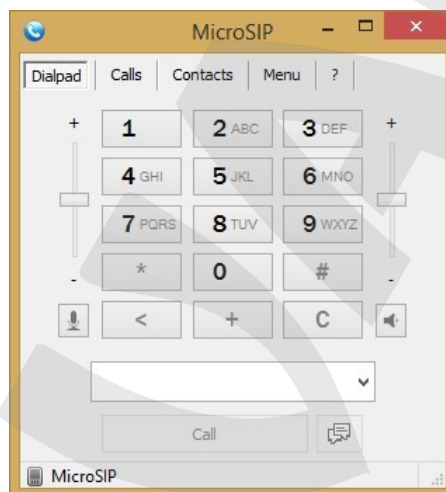 MicroSIP
Dialpad Calls Contacts Menu ?
+ 1 2 ABC 3 DEF +
4 GHI 5 JKL 6 MNO
7 PQRS 8 TUV 9 WXYZ
- * 0 # -
< + C
Call
MicroSIP